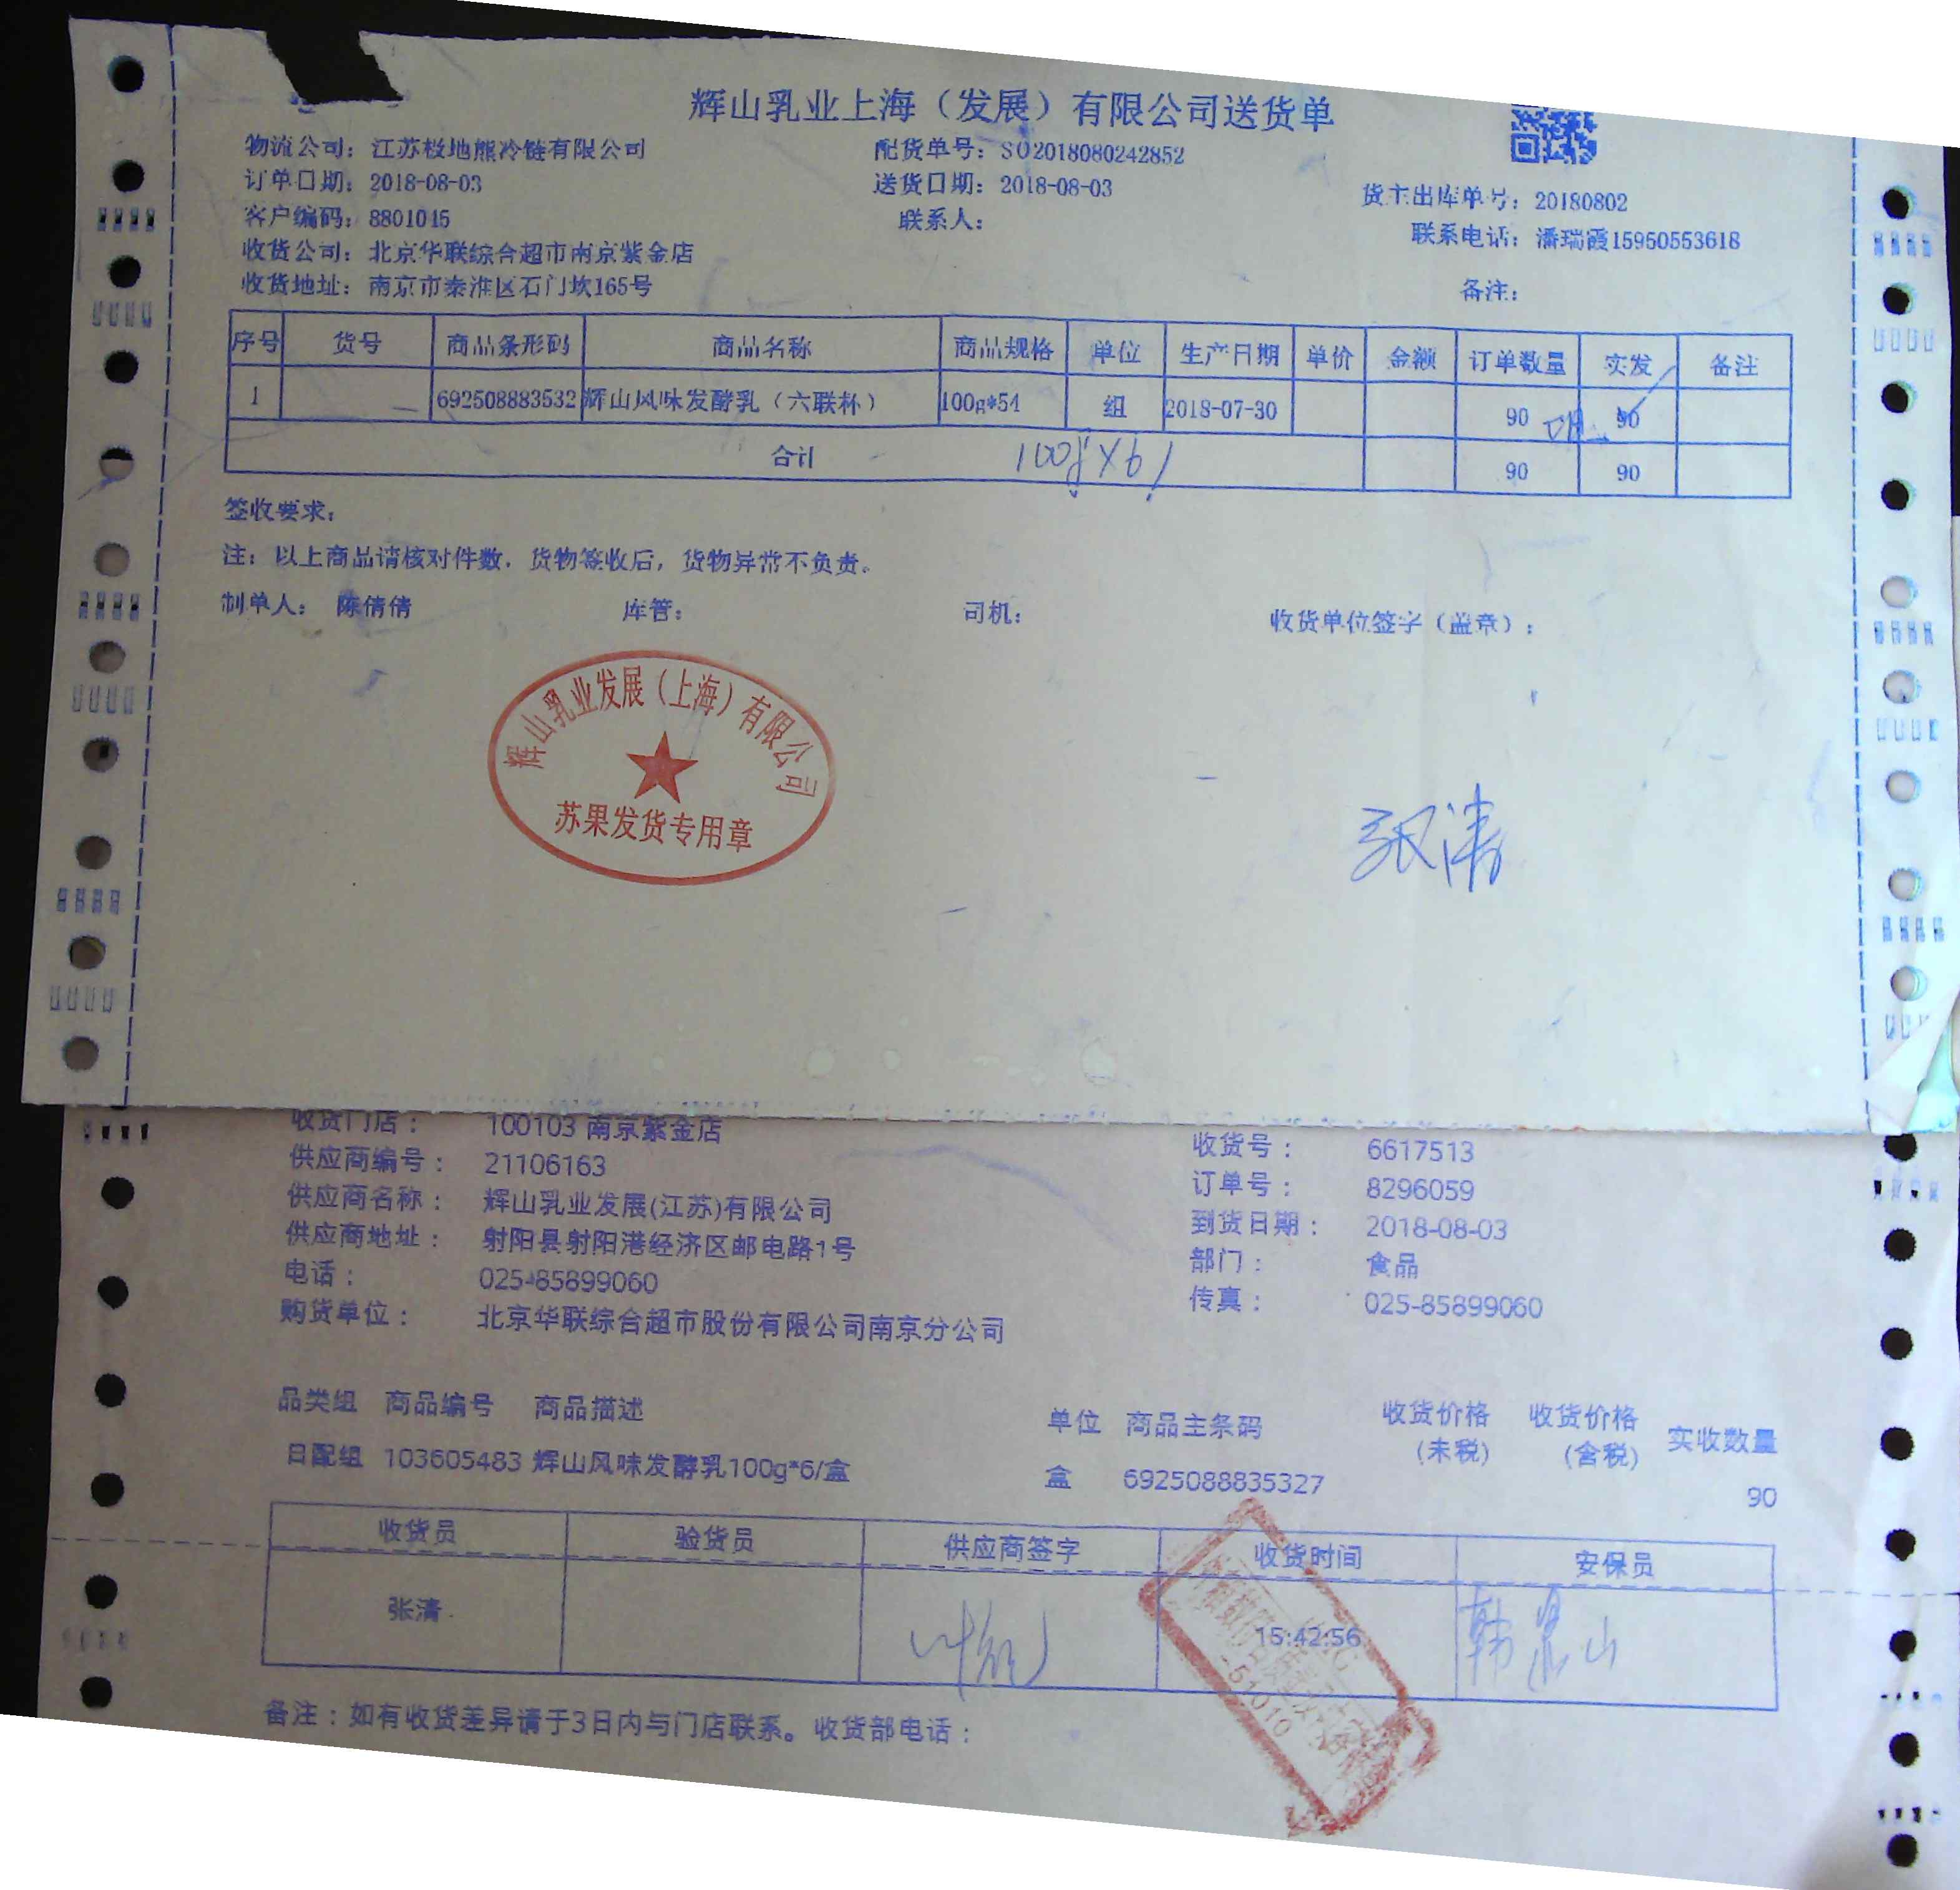 辉山乳业上海（发展）有限公司送货单
物流公司：江苏极地熊冷链有限公司 配货单号：SO2018080242852
订单日期：2018-08-03 送货日期：2018-08-03 货主出库单号：20180802
客户编码：8801045 联系人： 联系电话：潘瑞霞15950553618
收货公司：北京华联综合超市南京紫金店
收货地址：南京市秦淮区石门坎165号 备注：
序号 货号 商品条形码 商品名称 商品规格 单位 生产日期 单价 金额 订单数量 实发 备注
1 692508883532 辉山风味发酵乳（六联杯） 100g*54 组 2018-07-30 90 90
合计 100g×6 90 90
签收要求：
注：以上商品请核对件数，货物签收后，货物异常不负责。
制单人： 陈倩倩 库管： 司机： 收货单位签字（盖章）：
辉山乳业发展（上海）有限公司
苏果发货专用章
张清
收货门店： 100103 南京紫金店 收货号： 6617513
供应商编号： 21106163 订单号： 8296059
供应商名称： 辉山乳业发展(江苏)有限公司 到货日期： 2018-08-03
供应商地址： 射阳县射阳港经济区邮电路1号 部门： 食品
电话： 025-85899060 传真： 025-85899060
购货单位： 北京华联综合超市股份有限公司南京分公司
品类组 商品编号 商品描述 单位 商品主条码 收货价格(未税) 收货价格(含税) 实收数量
日配组 103605483 辉山风味发酵乳100g*6/盒 盒 6925088835327 90
收货员 验货员 供应商签字 收货时间 安保员
张清 15:42:56
备注：如有收货差异请于3日内与门店联系。收货部电话：